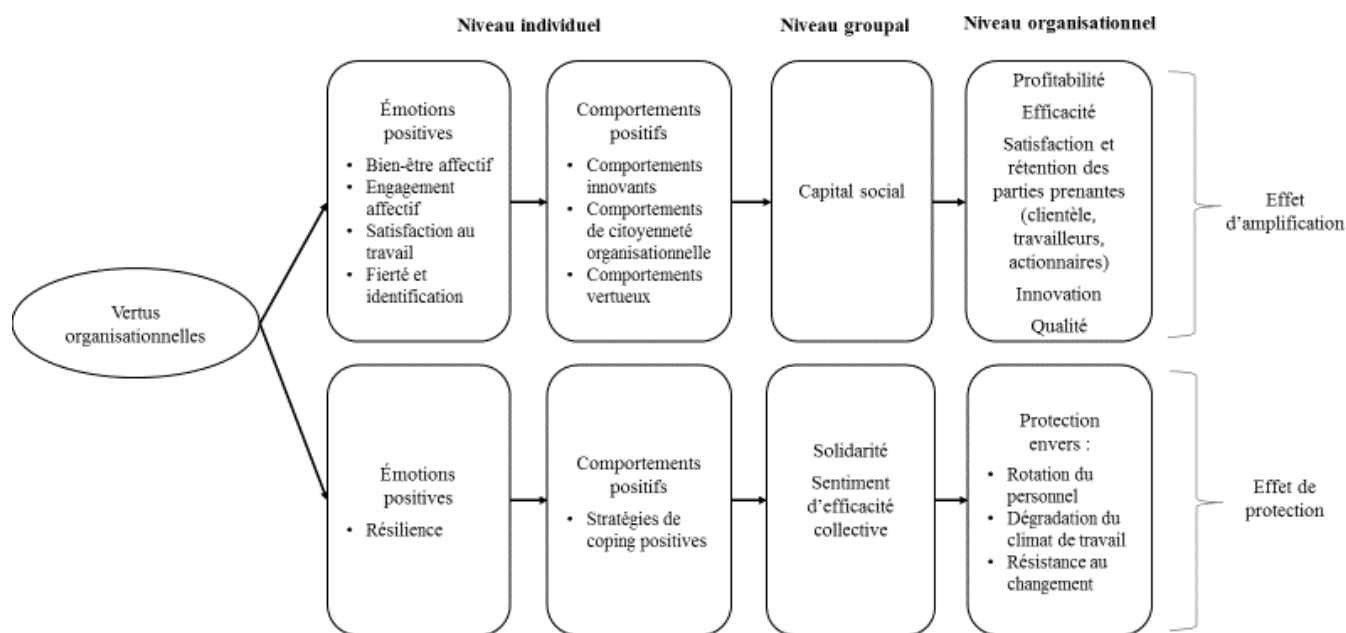 Niveau individuel
Niveau groupal
Niveau organisationnel
Vertus
organisationnelles
Émotions
positives
• Bien-être affectif
• Engagement
affectif
• Satisfaction au
travail
• Fierté et
identification
Comportements
positifs
• Comportements
innovants
• Comportements
de citoyenneté
organisationnelle
• Comportements
vertueux
Capital social
Profitabilité
Efficacité
Satisfaction et
rétention des
parties prenantes
(clientèle,
travailleurs,
actionnaires)
Innovation
Qualité
Effet
d’amplification
Émotions
positives
• Résilience
Comportements
positifs
• Stratégies de
coping positives
Solidarité
Sentiment
d’efficacité
collective
Protection
envers :
• Rotation du
personnel
• Dégradation du
climat de travail
• Résistance au
changement
Effet de
protection